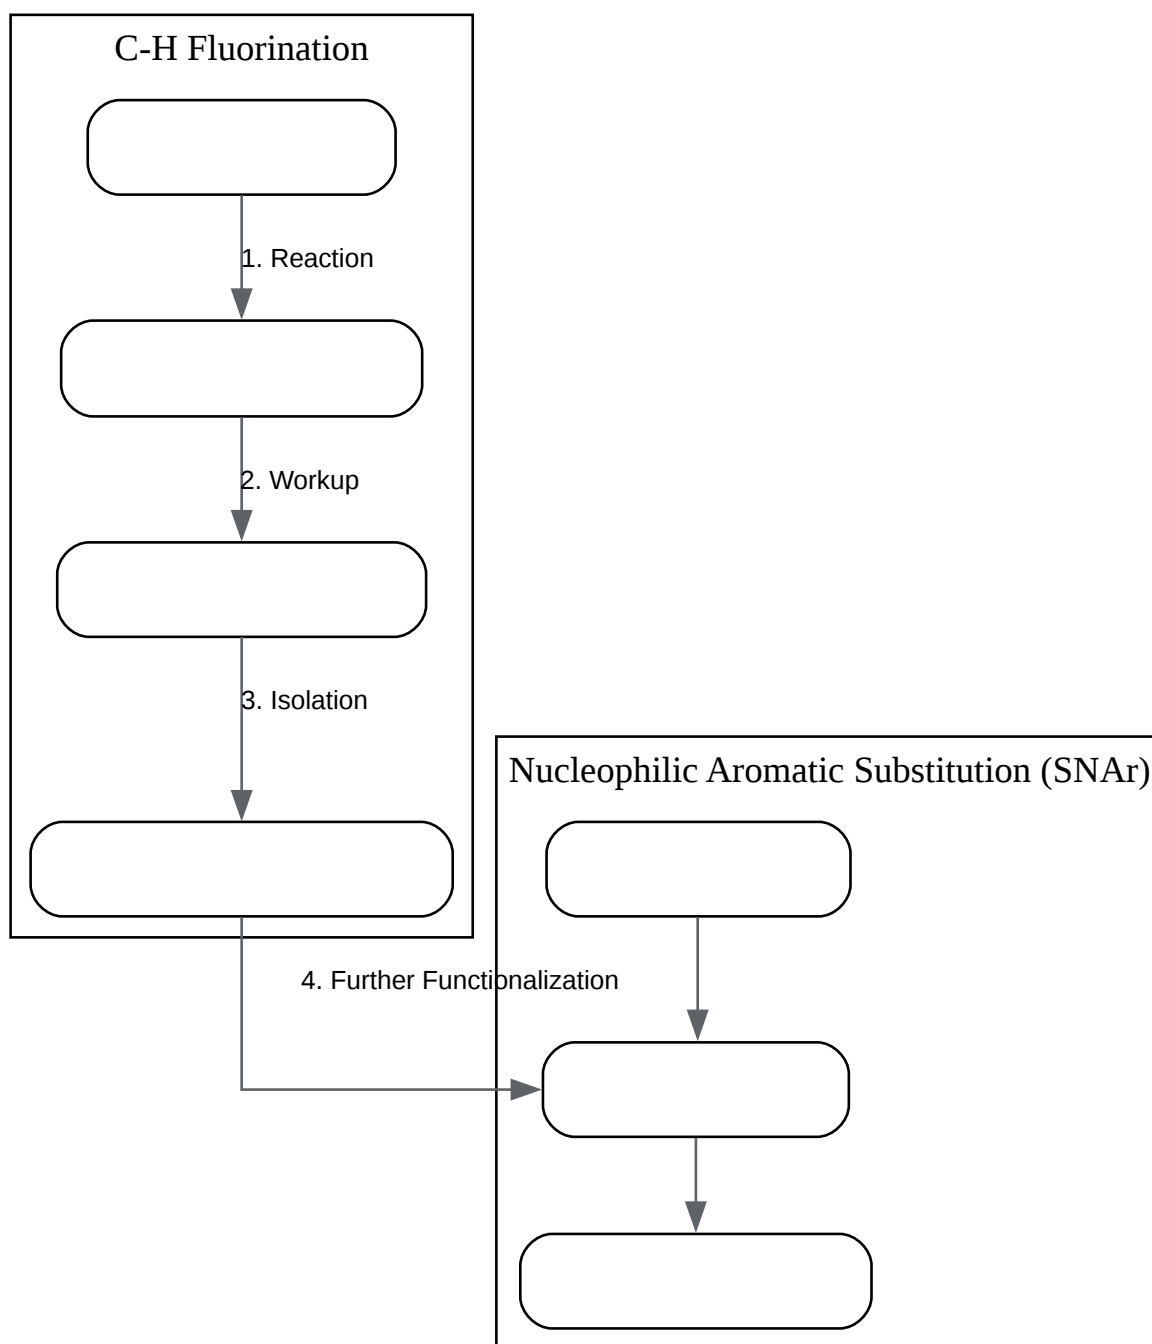 C-H Fluorination
1. Reaction
2. Workup
3. Isolation
Nucleophilic Aromatic Substitution (SNAr)
4. Further Functionalization